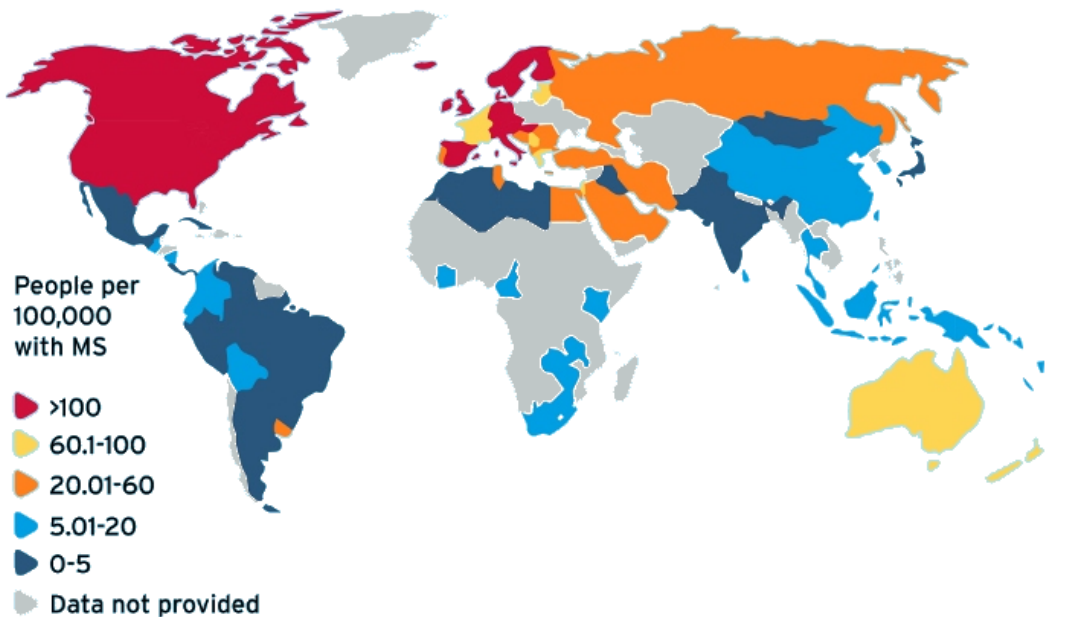 People per
100,000
with MS
>100
60.1-100
20.01-60
5.01-20
0-5
Data not provided